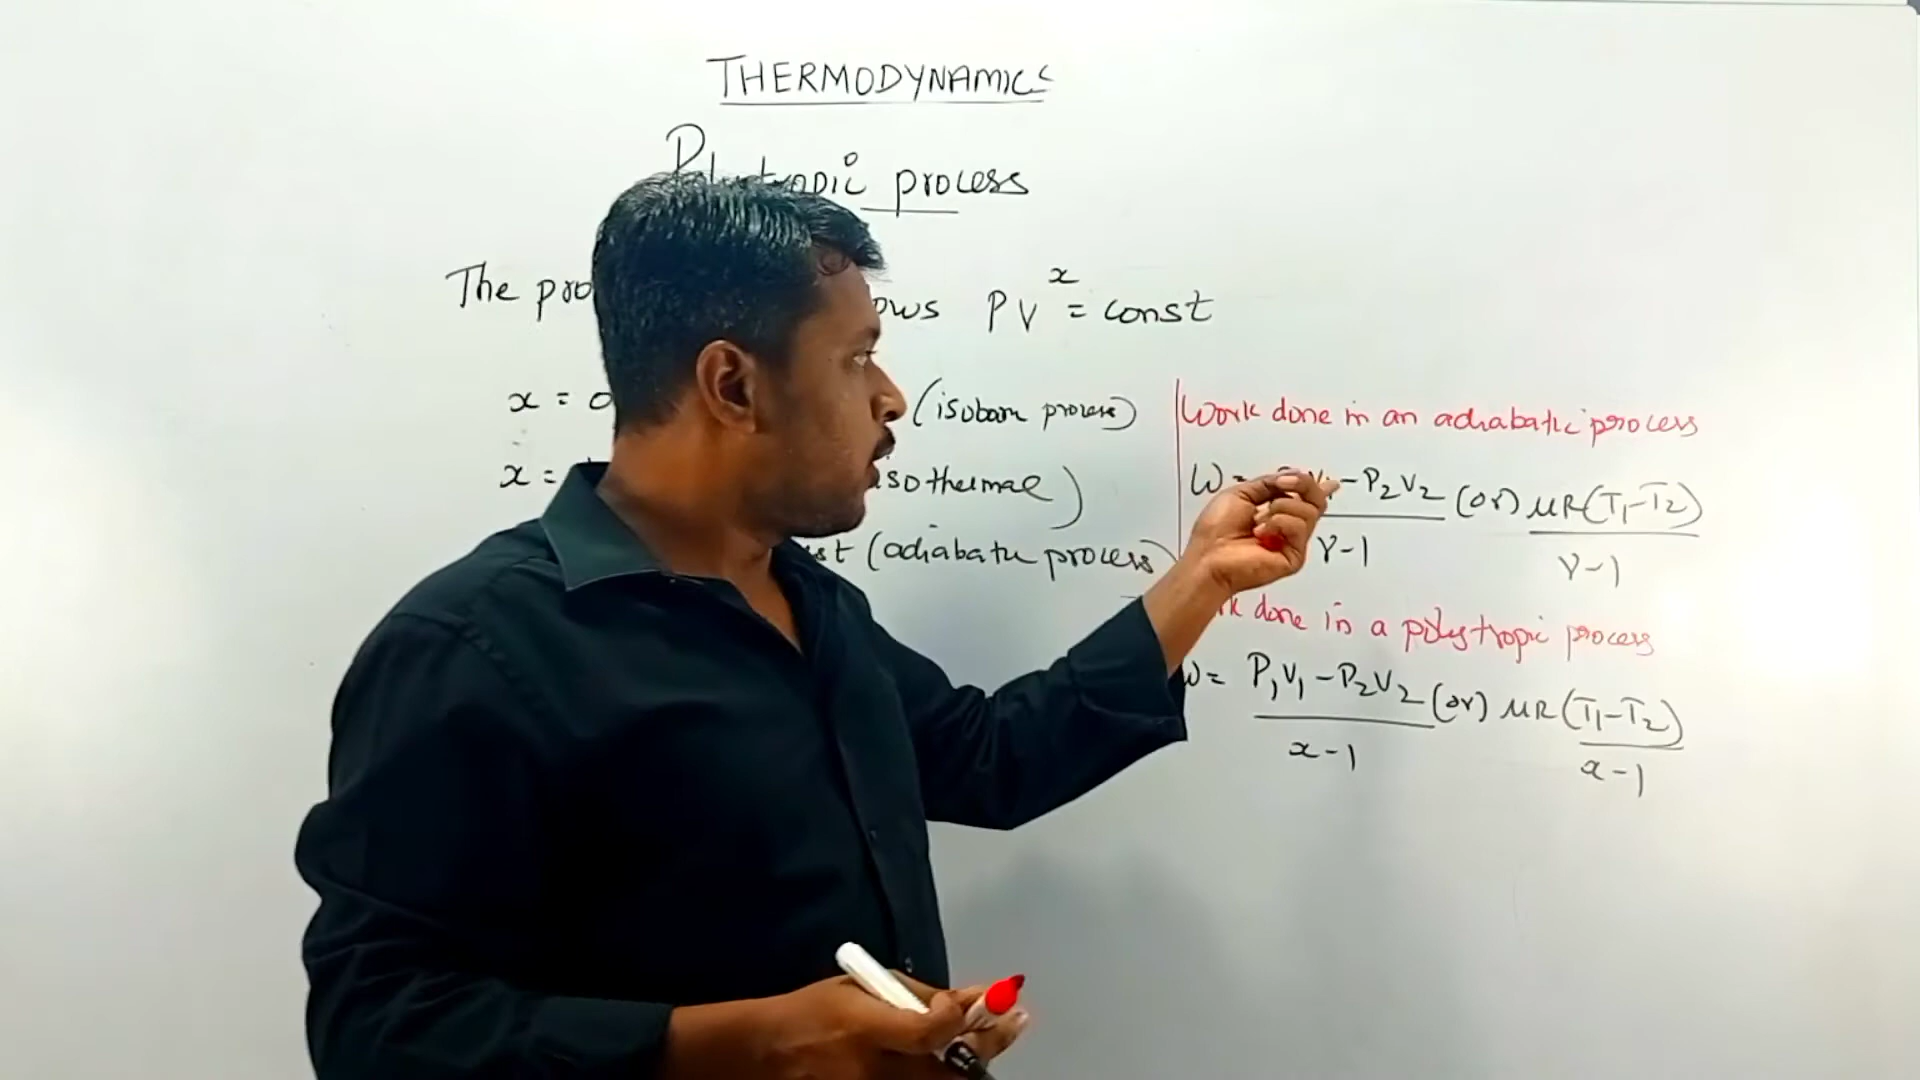 THERMODYNAMICS
Polytropic process
The pro ows PV^x = const
x = 0 (isobaric process)
x = isothermal)
st (adiabatic process)
Work done in an adiabatic process
W = V₁-P₂V₂ (or) μR(T₁-T₂)
γ-1 γ-1
done in a polytropic process
W = P₁V₁-P₂V₂ (or) μR(T₁-T₂)
x-1 x-1